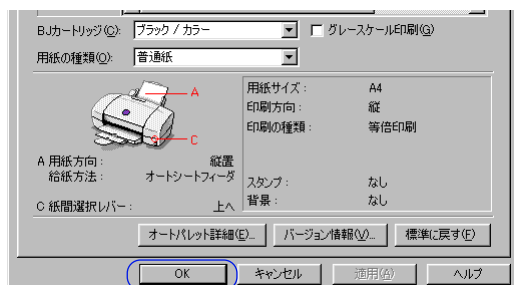 BJカートリッジ(C): ブラック / カラー グレースケール印刷(G)
用紙の種類(O): 普通紙
A
C
A 用紙方向 : 縦置
給紙方法 : オートシートフィーダ
C 紙間選択レバー : 上へ
用紙サイズ : A4
印刷方向 : 縦
印刷の種類 : 等倍印刷
スタンプ : なし
背景 : なし
オートパレット詳細(E)... バージョン情報(V)... 標準に戻す(F)
OK キャンセル 適用(A) ヘルプ